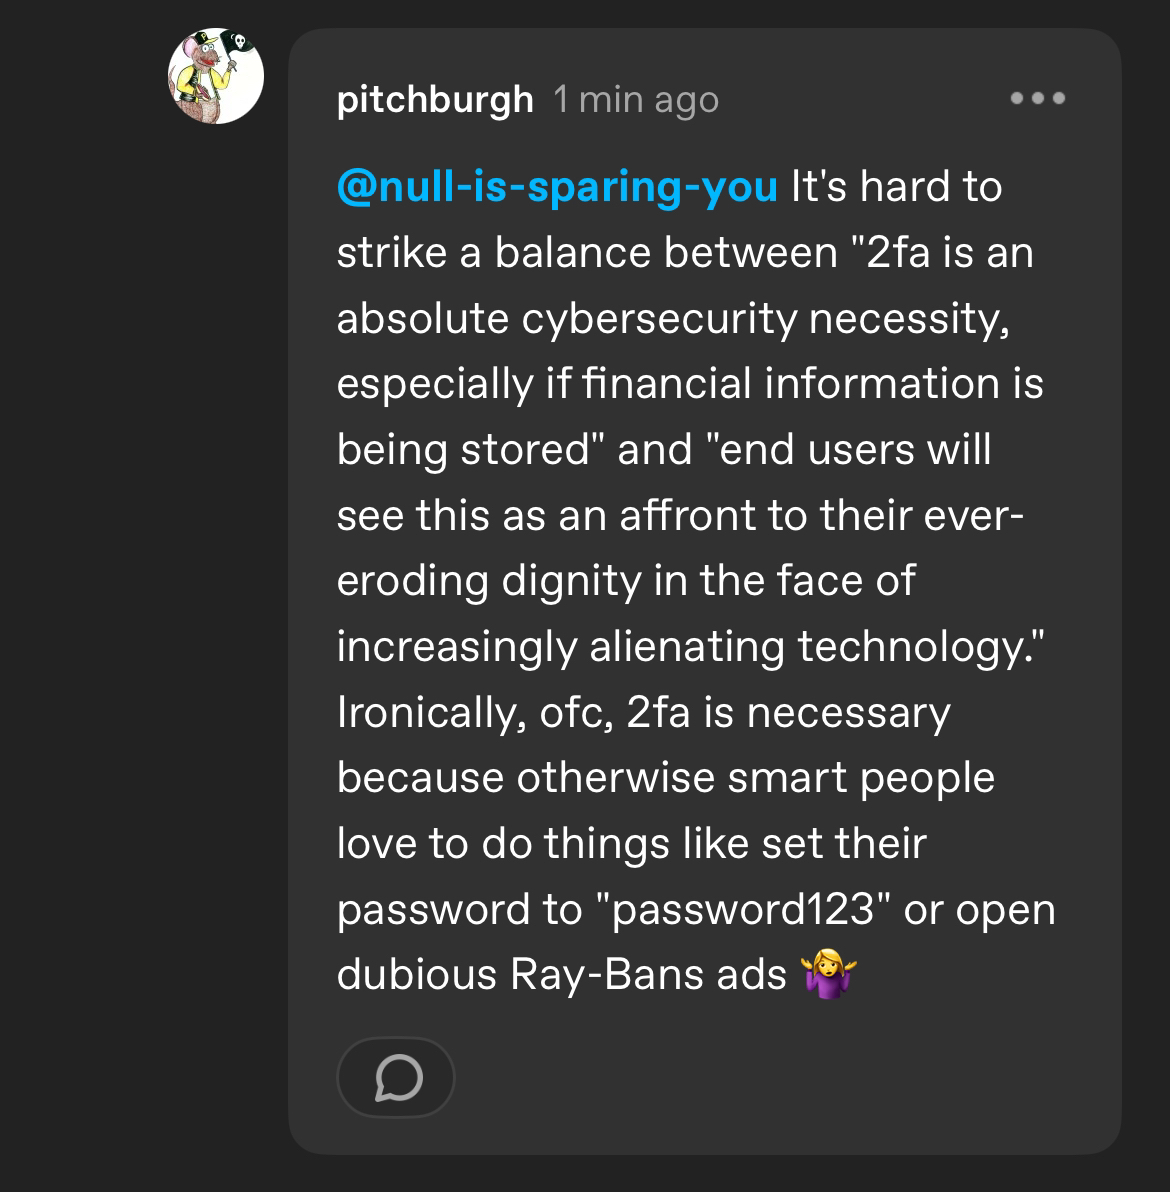 pitchburgh 1 min ago
@null-is-sparing-you It's hard to
strike a balance between "2fa is an
absolute cybersecurity necessity,
especially if financial information is
being stored" and "end users will
see this as an affront to their ever-
eroding dignity in the face of
increasingly alienating technology."
Ironically, ofc, 2fa is necessary
because otherwise smart people
love to do things like set their
password to "password123" or open
dubious Ray-Bans ads 🤷‍♀️